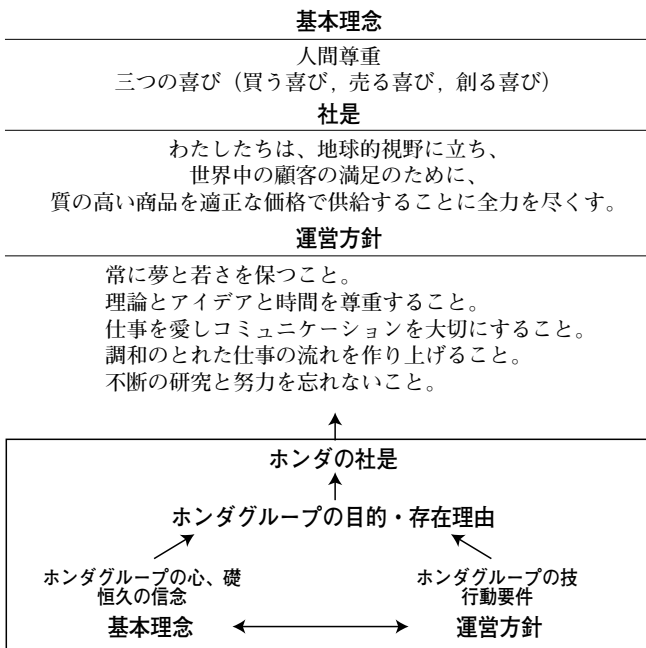 基本理念
人間尊重
三つの喜び（買う喜び，売る喜び，創る喜び）
社是
わたしたちは、地球的視野に立ち、
世界中の顧客の満足のために、
質の高い商品を適正な価格で供給することに全力を尽くす。
運営方針
常に夢と若さを保つこと。
理論とアイデアと時間を尊重すること。
仕事を愛しコミュニケーションを大切にすること。
調和のとれた仕事の流れを作り上げること。
不断の研究と努力を忘れないこと。
ホンダの社是
ホンダグループの目的・存在理由
ホンダグループの心、礎
恒久の信念
基本理念
ホンダグループの技
行動要件
運営方針